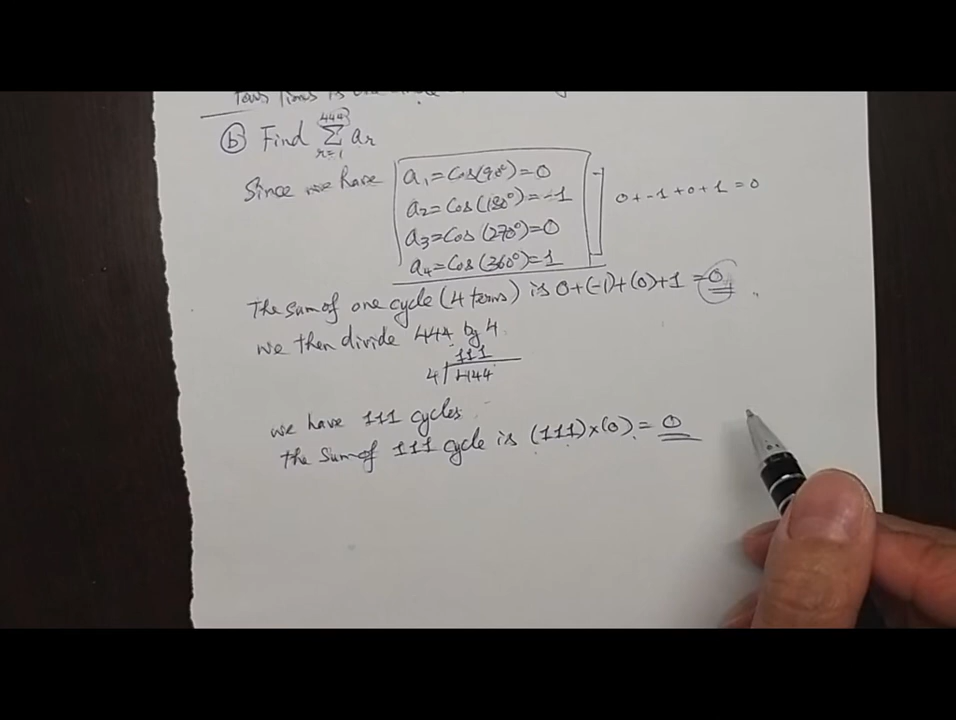 is one
ⓑ Find 444 Σ r=1 ar
Since we have
a1=Cos(90°)=0
a2=Cos(180°)=-1
a3=Cos(270°)=0
a4=Cos(360°)=1
0+-1+0+1=0
The sum of one cycle (4 terms) is 0+(-1)+(0)+1=0
we then divide 444 by 4.
111
4 444
we have 111 cycles
the sum of 111 cycle is (111)×(0)=0